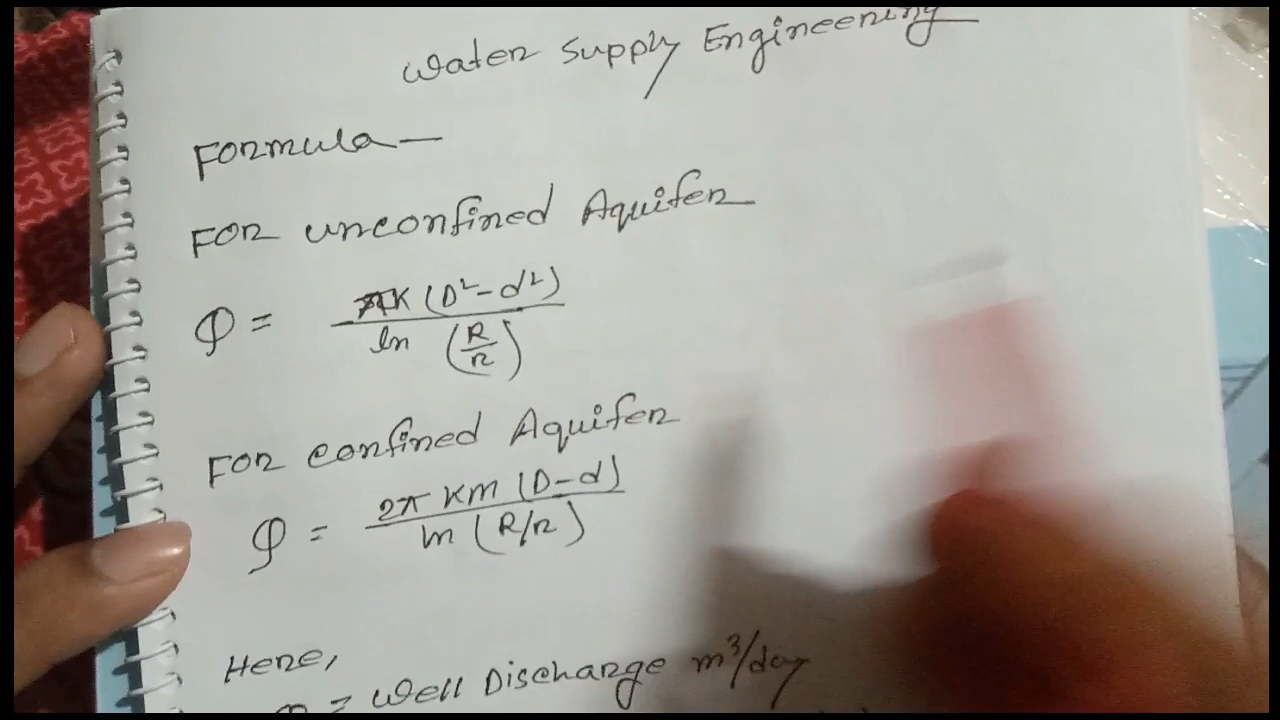 Water Supply Engineering
Formula—
For unconfined Aquifer
Q = πK (D²-d²) / ln (R/r)
For confined Aquifer
Q = 2π KM (D-d) / ln (R/r)
Here,
= Well Discharge m³/day